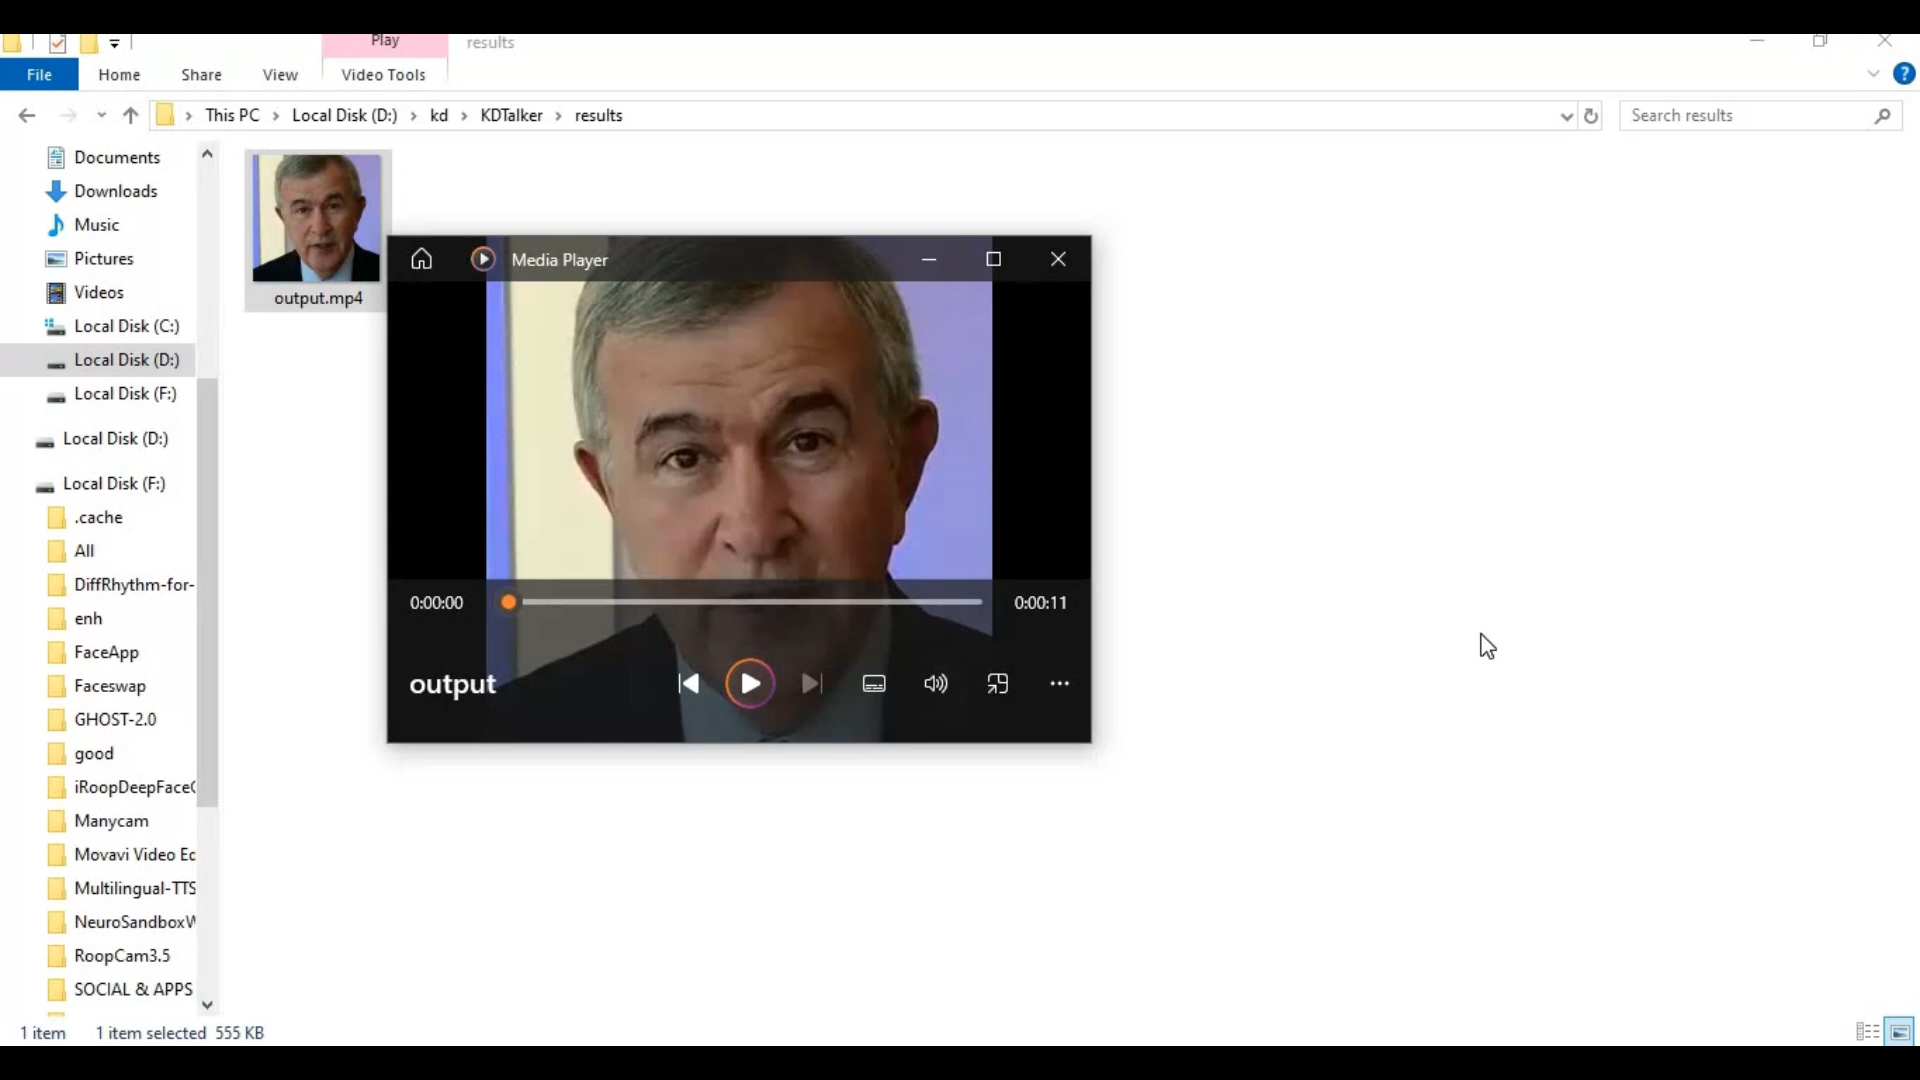 Play
results
File
Home
Share
View
Video Tools
This PC
Local Disk (D:)
kd
KDTalker
results
Search results
Documents
Downloads
Music
Pictures
Videos
Local Disk (C:)
Local Disk (D:)
Local Disk (F:)
Local Disk (D:)
Local Disk (F:)
.cache
All
DiffRhythm-for-
enh
FaceApp
Faceswap
GHOST-2.0
good
iRoopDeepFaceC
Manycam
Movavi Video Ed
Multilingual-TTS
NeuroSandboxW
RoopCam3.5
SOCIAL & APPS
output.mp4
Media Player
0:00:00
0:00:11
output
1 item
1 item selected 555 KB